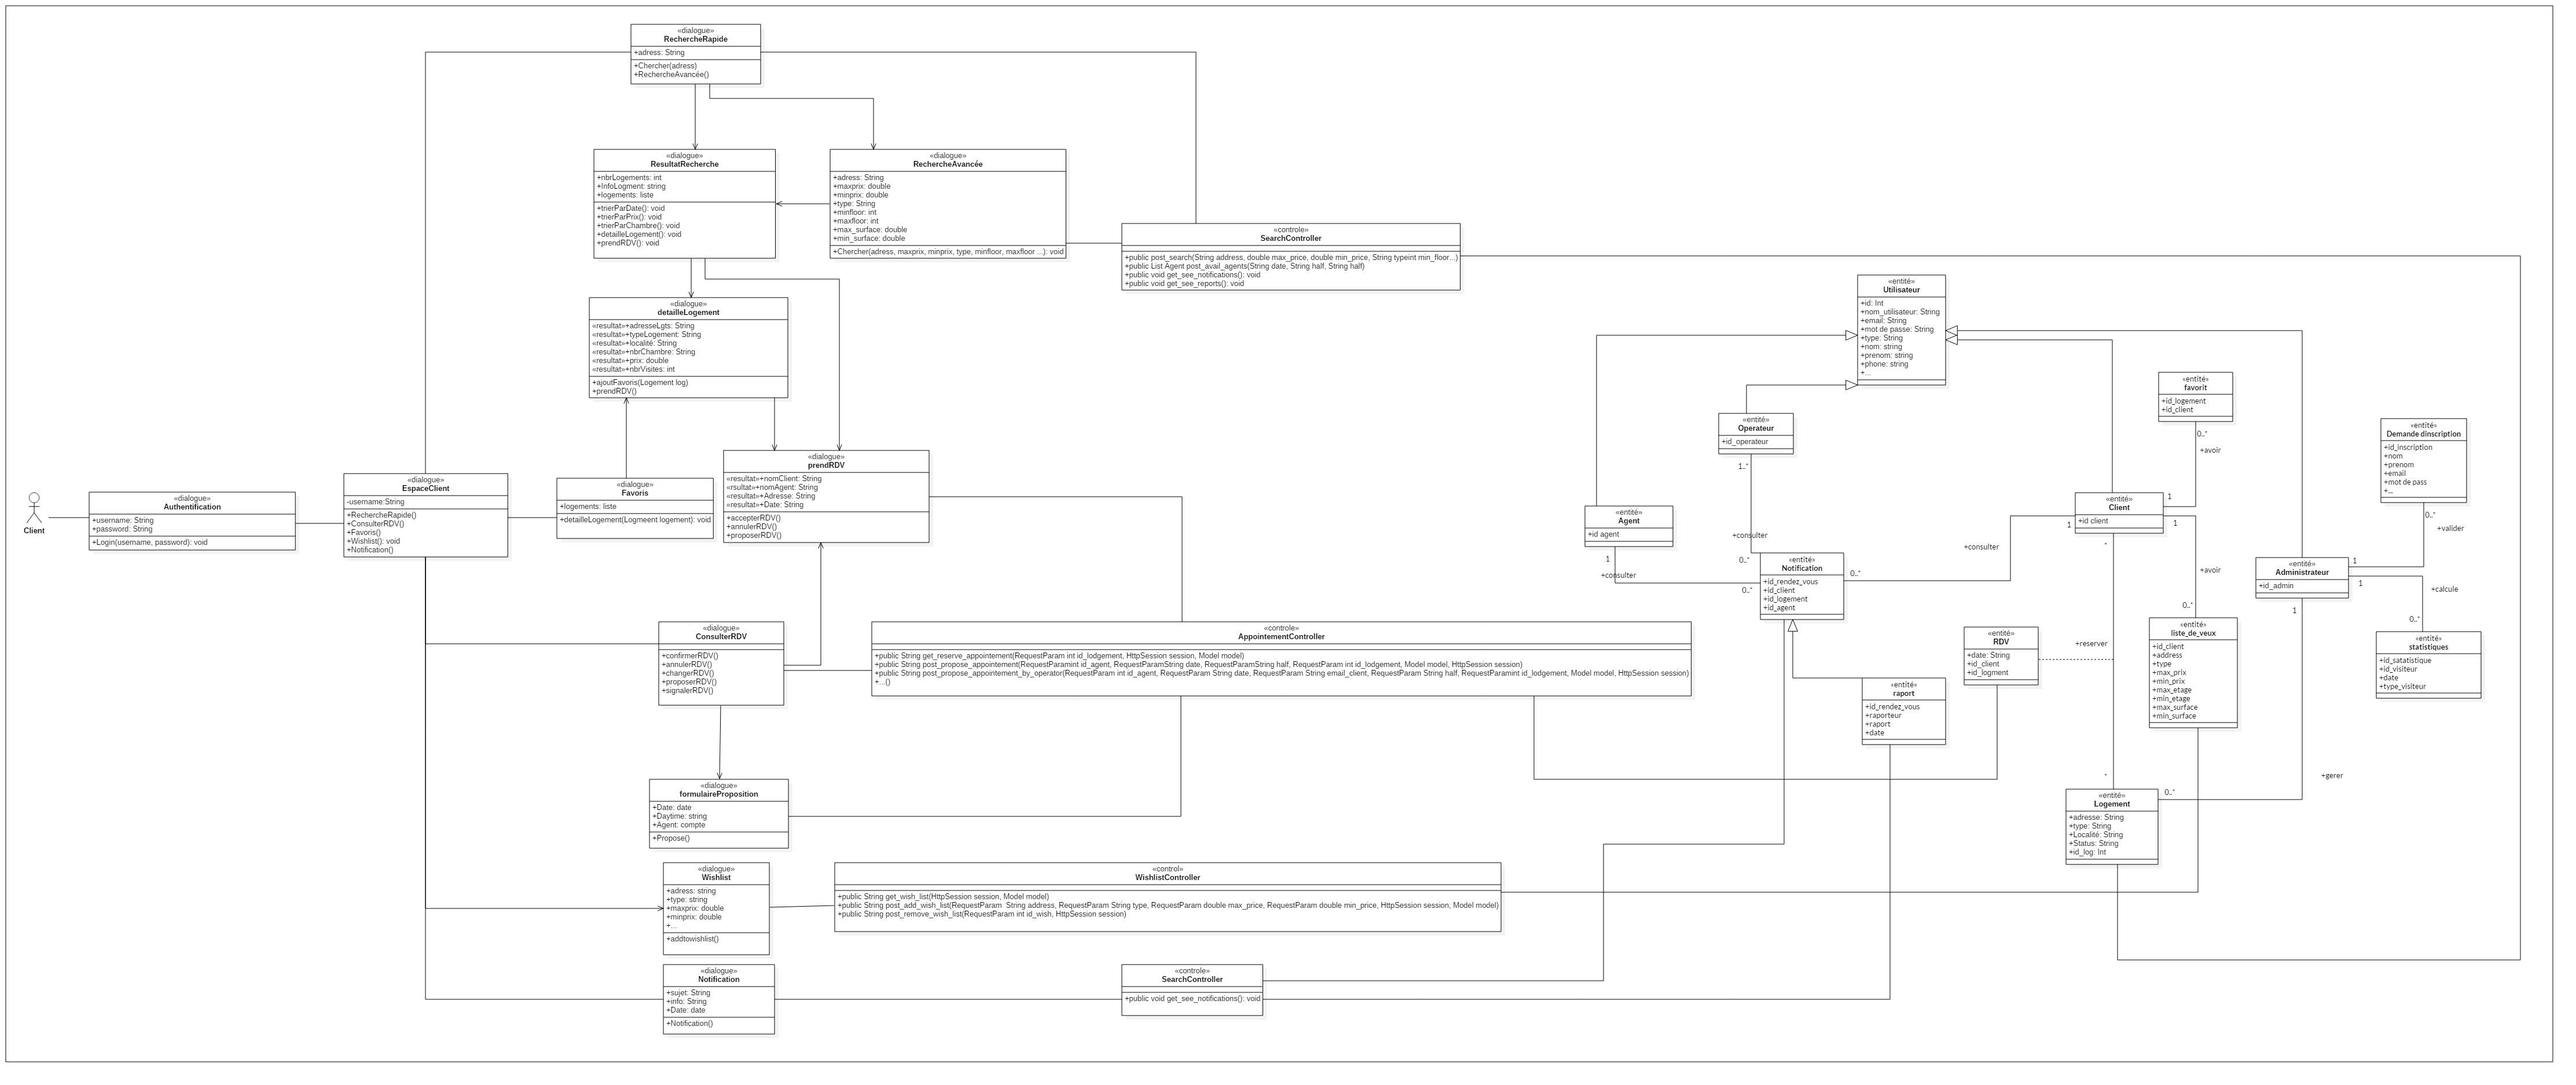 «dialogue»
RechercheRapide
+adress: String
+Chercher(adress)
+RechercheAvancée()
«dialogue»
ResultatRecherche
+nbrLogements: int
+InfoLogment: string
+logements: liste
+trierParDate(): void
+trierParPrix(): void
+trierParChambre(): void
+detailleLogement(): void
+prendRDV(): void
«dialogue»
RechercheAvancée
+adress: String
+maxprix: double
+minprix: double
+type: String
+minfloor: int
+maxfloor: int
+max_surface: double
+min_surface: double
+Chercher(adress, maxprix, minprix, type, minfloor, maxfloor ...): void
«controle»
SearchController
+public post_search(String address, double max_price, double min_price, String typeint min_floor...)
+public List Agent post_avail_agents(String date, String half, String half)
+public void get_see_notifications(): void
+public void get_see_reports(): void
«dialogue»
detailleLogement
«resultat»+adresseLgts: String
«resultat»+typeLogement: String
«resultat»+localité: String
«resultat»+nbrChambre: String
«resultat»+prix: double
«resultat»+nbrVisites: int
+ajoutFavoris(Logement log)
+prendRDV()
«dialogue»
prendRDV
«resultat»+nomClient: String
«rsultat»+nomAgent: String
«resultat»+Adresse: String
«resultat»+Date: String
+accepterRDV()
+annulerRDV()
+proposerRDV()
«dialogue»
Favoris
+logements: liste
+detailleLogement(Logmeent logement): void
«dialogue»
EspaceClient
-username:String
+RechercheRapide()
+ConsulterRDV()
+Favoris()
+Wishlist(): void
+Notification()
«dialogue»
Authentification
+username: String
+password: String
+Login(username, password): void
Client
«dialogue»
ConsulterRDV
+confirmerRDV()
+annulerRDV()
+changerRDV()
+proposerRDV()
+signalerRDV()
«controle»
AppointementController
+public String get_reserve_appointement(RequestParam int id_lodgement, HttpSession session, Model model)
+public String post_propose_appointement(RequestParamint id_agent, RequestParamString date, RequestParamString half, RequestParam int id_lodgement, Model model, HttpSession session)
+public String post_propose_appointement_by_operator(RequestParam int id_agent, RequestParam String date, RequestParam String email_client, RequestParam String half, RequestParamint id_lodgement, Model model, HttpSession session)
+...()
«dialogue»
formulaireProposition
+Date: date
+Daytime: string
+Agent: compte
+Propose()
«dialogue»
Wishlist
+adress: string
+type: string
+maxprix: double
+minprix: double
+...
+addtowishlist()
«control»
WishlistController
+public String get_wish_list(HttpSession session, Model model)
+public String post_add_wish_list(RequestParam  String address, RequestParam String type, RequestParam double max_price, RequestParam double min_price, HttpSession session, Model model)
+public String post_remove_wish_list(RequestParam int id_wish, HttpSession session)
«dialogue»
Notification
+sujet: String
+info: String
+Date: date
+Notification()
«controle»
SearchController
+public void get_see_notifications(): void
«entité»
Utilisateur
+id: Int
+nom_utilisateur: String
+email: String
+mot de passe: String
+type: String
+nom: string
+prenom: string
+phone: string
+...
«entité»
Operateur
+id_operateur
1..*
+consulter
0..*
«entité»
Agent
+id agent
1
+consulter
0..*
«entité»
Notification
+id_rendez_vous
+id_client
+id_logement
+id_agent
0..*
+consulter
1
«entité»
favorit
+id_logement
+id_client
0..*
+avoir
1
«entité»
Client
+id client
1
+avoir
0..*
*
+reserver
*
«entité»
Demande dinscription
+id_inscription
+nom
+prenom
+email
+mot de pass
+...
0..*
+valider
1
«entité»
Administrateur
+id_admin
1
+calcule
0..*
1
+gerer
0..*
«entité»
RDV
+date: String
+id_client
+id_logment
«entité»
liste_de_veux
+id_client
+address
+type
+max_prix
+min_prix
+max_etage
+min_etage
+max_surface
+min_surface
«entité»
statistiques
+id_satatistique
+id_visiteur
+date
+type_visiteur
«entité»
raport
+id_rendez_vous
+raporteur
+raport
+date
«entité»
Logement
+adresse: String
+type: String
+Localité: String
+Status: String
+id_log: Int